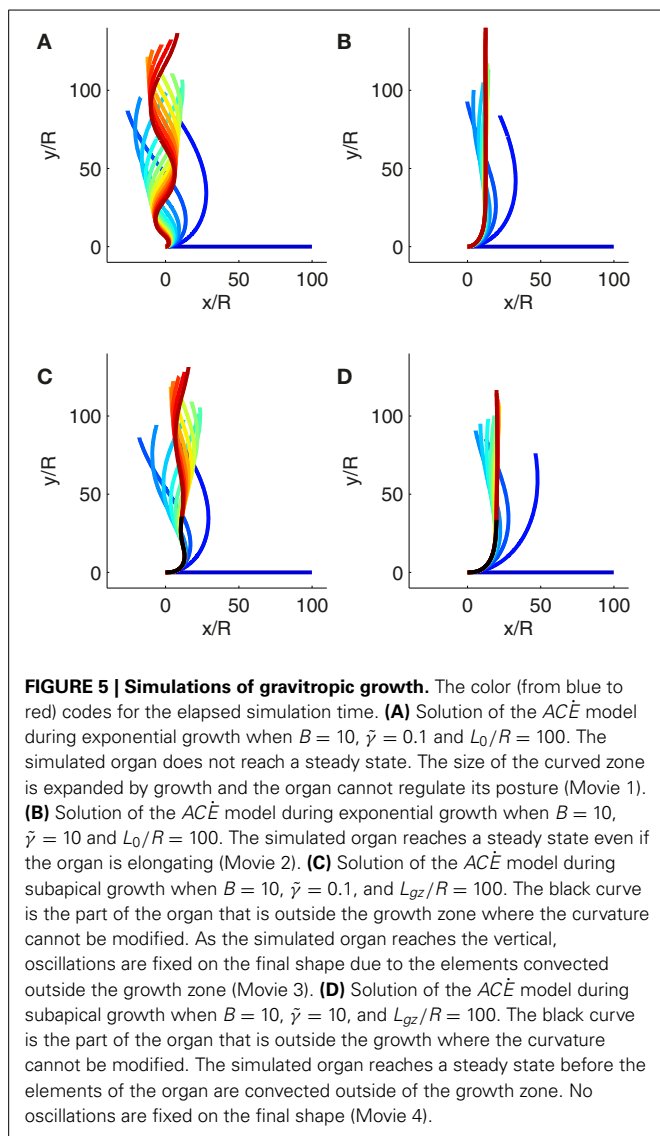 A
B
y/R
100
50
0
0
50
100
x/R
y/R
100
50
0
0
50
100
x/R
C
D
y/R
100
50
0
0
50
100
x/R
y/R
100
50
0
0
50
100
x/R
FIGURE 5 | Simulations of gravitropic growth. The color (from blue to
red) codes for the elapsed simulation time. (A) Solution of the ACĖ model
during exponential growth when B = 10, γ̃ = 0.1 and L₀/R = 100. The
simulated organ does not reach a steady state. The size of the curved zone
is expanded by growth and the organ cannot regulate its posture (Movie 1).
(B) Solution of the ACĖ model during exponential growth when B = 10,
γ̃ = 10 and L₀/R = 100. The simulated organ reaches a steady state even if
the organ is elongating (Movie 2). (C) Solution of the ACĖ model during
subapical growth when B = 10, γ̃ = 0.1, and L_gz/R = 100. The black curve
is the part of the organ that is outside the growth zone where the curvature
cannot be modified. As the simulated organ reaches the vertical,
oscillations are fixed on the final shape due to the elements convected
outside the growth zone (Movie 3). (D) Solution of the ACĖ model during
subapical growth when B = 10, γ̃ = 10, and L_gz/R = 100. The black curve
is the part of the organ that is outside the growth where the curvature
cannot be modified. The simulated organ reaches a steady state before the
elements of the organ are convected outside of the growth zone. No
oscillations are fixed on the final shape (Movie 4).